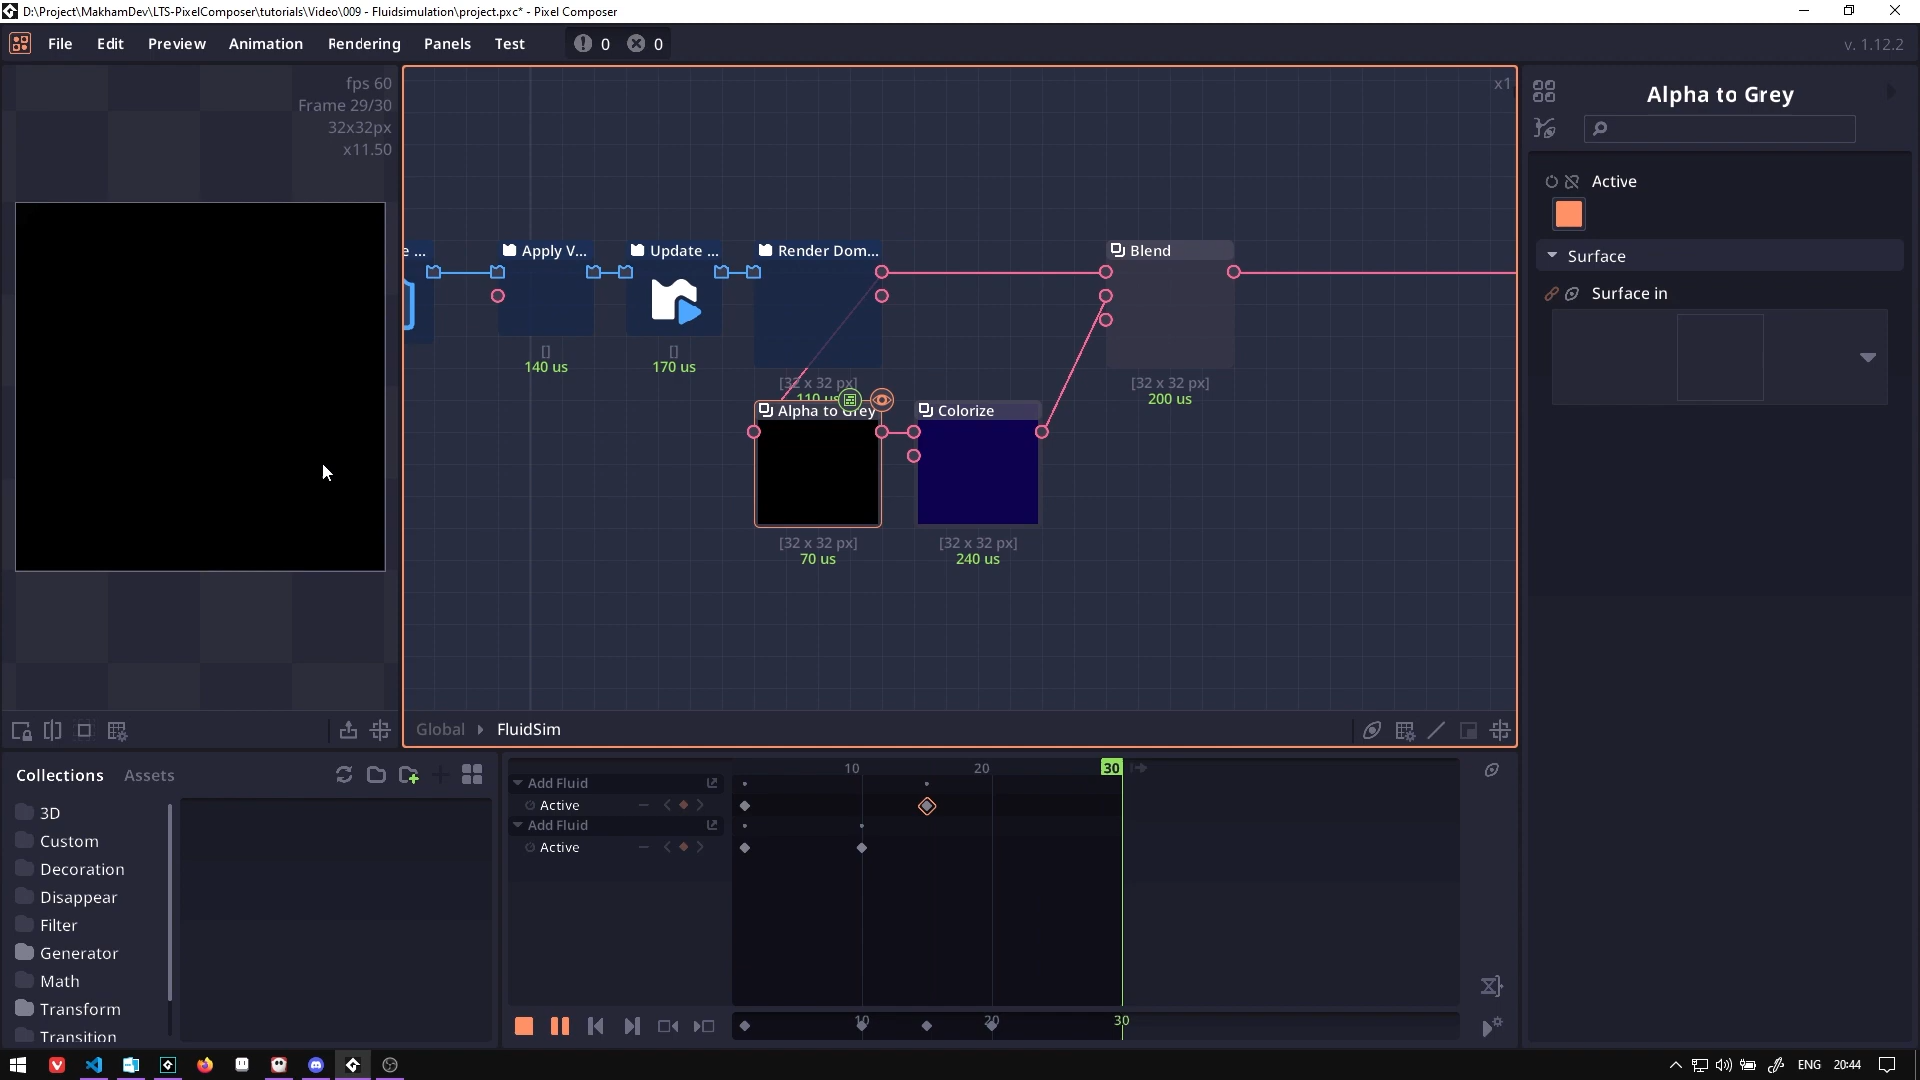 D:\Project\MakhamDev\LTS-PixelComposer\tutorials\Video\009 - Fluidsimulation\project.pxc* - Pixel Composer
File Edit Preview Animation Rendering Panels Test 0 0 v. 1.12.2
fps 60
Frame 29/30
32x32px
x11.50
x1
e ...
Apply V...
Update ...
Render Dom...
Blend
[]
140 us
[]
170 us
[32 x 32 px]
110 us
[32 x 32 px]
200 us
Alpha to Grey
Colorize
[32 x 32 px]
70 us
[32 x 32 px]
240 us
Global FluidSim
Alpha to Grey
Active
Surface
Surface in
Collections Assets
3D
Custom
Decoration
Disappear
Filter
Generator
Math
Transform
Transition
10 20 30
Add Fluid
Active
Add Fluid
Active
10 20 30
ENG 20:44